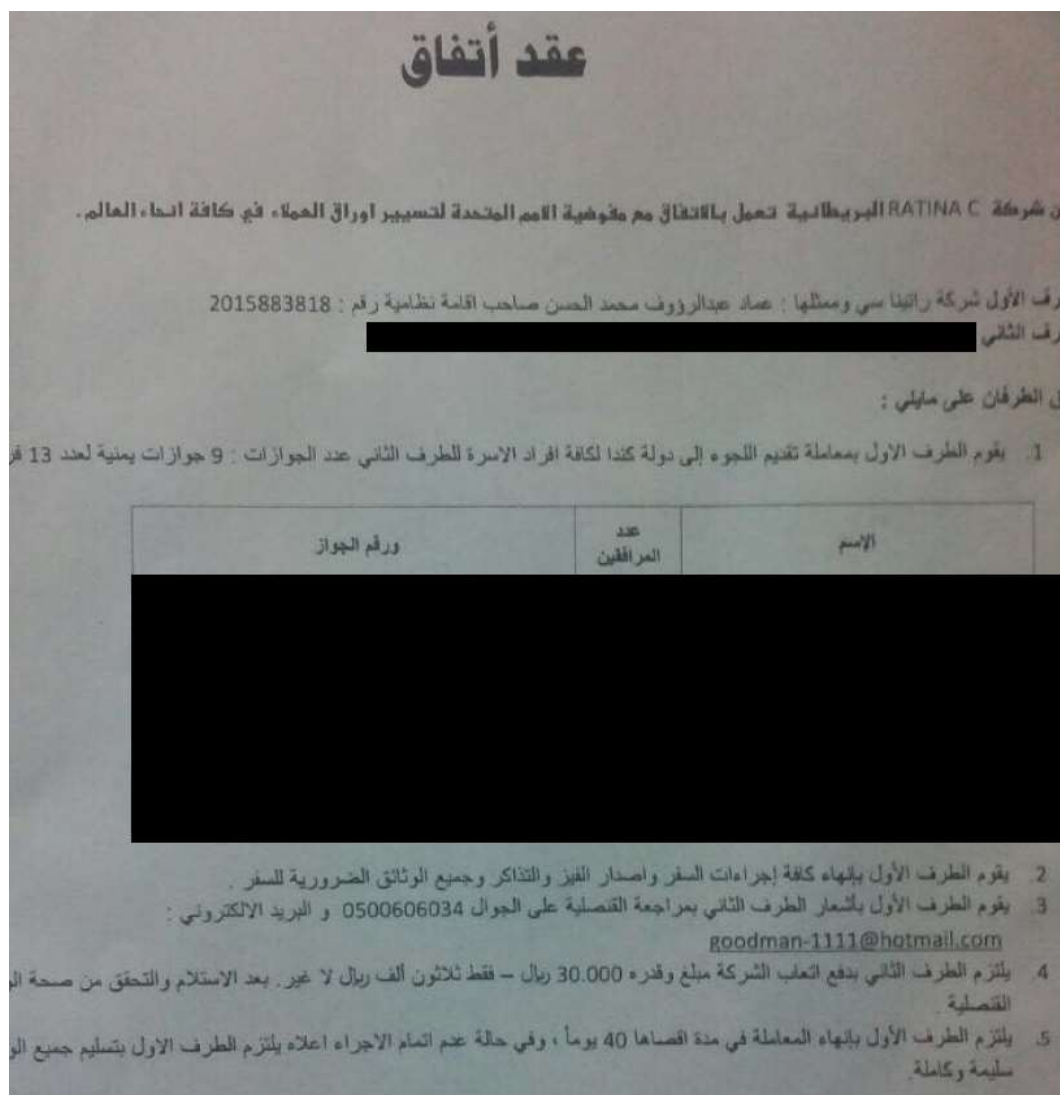 عقد أتفاق
شركة RATINA C البريطانية تعمل بالاتفاق مع مفوضية الامم المتحدة لتسيير اوراق العملاء في كافة انحاء العالم .
الأول شركة راتينا سي وممثلها : عماد عبدالرؤوف محمد الحسن صاحب اقامة نظامية رقم : 2015883818
الثاني
الطرفان على مايلي :
1. يقوم الطرف الاول بمعاملة تقديم اللجوء إلى دولة كندا لكافة افراد الاسرة للطرف الثاني عدد الجوازات : 9 جوازات يمنية لعدد 13
الاسم
عدد المرافقين
ورقم الجواز
2. يقوم الطرف الأول بإنهاء كافة إجراءات السفر واصدار الفيز والتذاكر وجميع الوثائق الضرورية للسفر .
3. يقوم الطرف الأول بأشعار الطرف الثاني بمراجعة القنصلية على الجوال 0500606034 و البريد الالكتروني :
goodman-1111@hotmail.com
4. يلتزم الطرف الثاني بدفع اتعاب الشركة مبلغ وقدره 30.000 ريال – فقط ثلاثون ألف ريال لا غير . بعد الاستلام والتحقق من صحة
القنصلية .
5. يلتزم الطرف الأول بإنهاء المعاملة في مدة اقصاها 40 يوماً ، وفي حالة عدم اتمام الاجراء اعلاه يلتزم الطرف الاول بتسليم جميع
سليمة وكاملة.